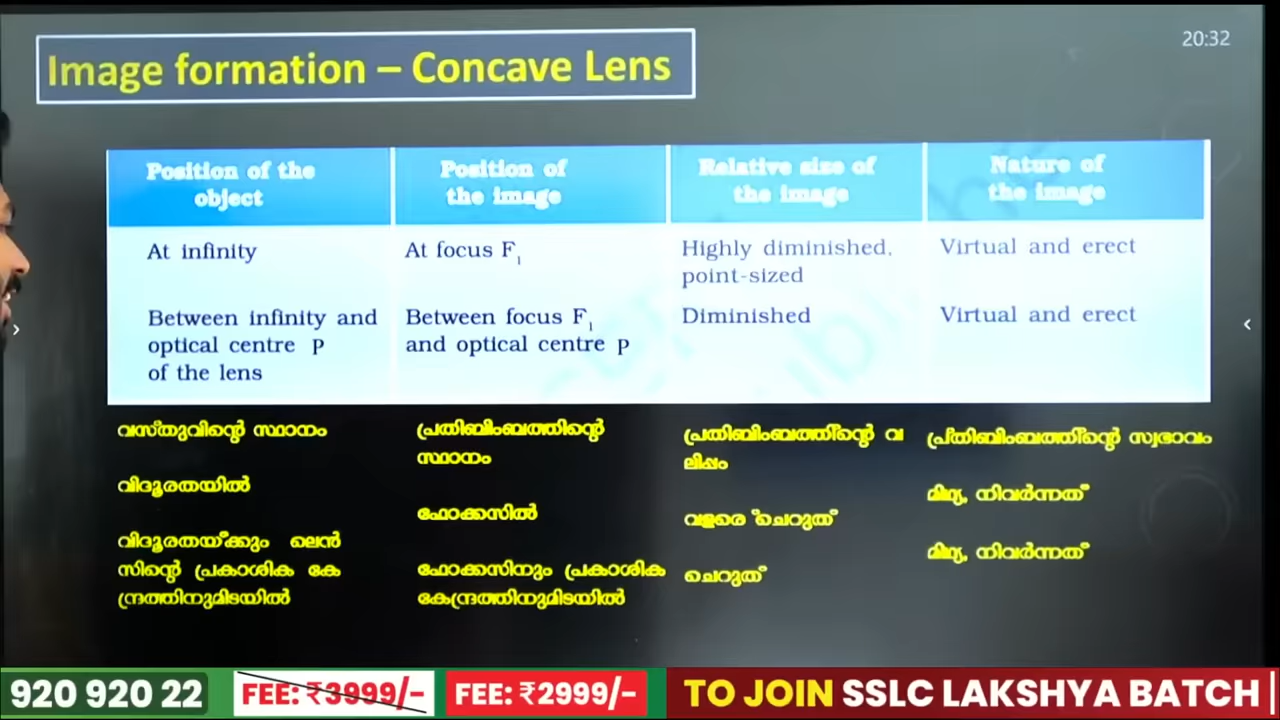 Image formation – Concave Lens
20:32
Position of the
object
Position of
the image
Relative size of
the image
Nature of
the image
At infinity
At focus F₁
Highly diminished,
point-sized
Virtual and erect
Between infinity and
optical centre P
of the lens
Between focus F₁
and optical centre P
Diminished
Virtual and erect
വസ്തുവിന്റെ സ്ഥാനം
വിദൂരതയിൽ
വിദൂരതയ്ക്കും ലെൻ
സിന്റെ പ്രകാശിക കേ
ന്ദ്രത്തിനുമിടയിൽ
പ്രതിബിംബത്തിന്റെ
സ്ഥാനം
ഫോക്കസിൽ
ഫോക്കസിനും പ്രകാശിക
കേന്ദ്രത്തിനുമിടയിൽ
പ്രതിബിംബത്തിന്റെ വ
ലിപ്പം
വളരെ ചെറുത്
ചെറുത്
പ്രതിബിംബത്തിന്റെ സ്വഭാവം
മിഥ്യ, നിവർന്നത്
മിഥ്യ, നിവർന്നത്
920 920 22
FEE: ₹3999/-
FEE: ₹2999/-
TO JOIN SSLC LAKSHYA BATCH